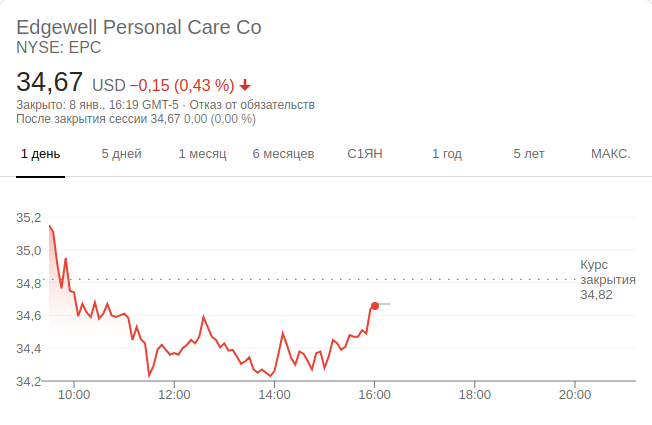 Edgewell Personal Care Co
NYSE: EPC
34,67 USD −0,15 (0,43 %)
Закрыто: 8 янв., 16:19 GMT-5 · Отказ от обязательств
После закрытия сессии 34,67 0,00 (0,00 %)
1 день 5 дней 1 месяц 6 месяцев С1ЯН 1 год 5 лет МАКС.
35,2
35,0
34,8
34,6
34,4
34,2
Курс
закрытия
34,82
10:00 12:00 14:00 16:00 18:00 20:00